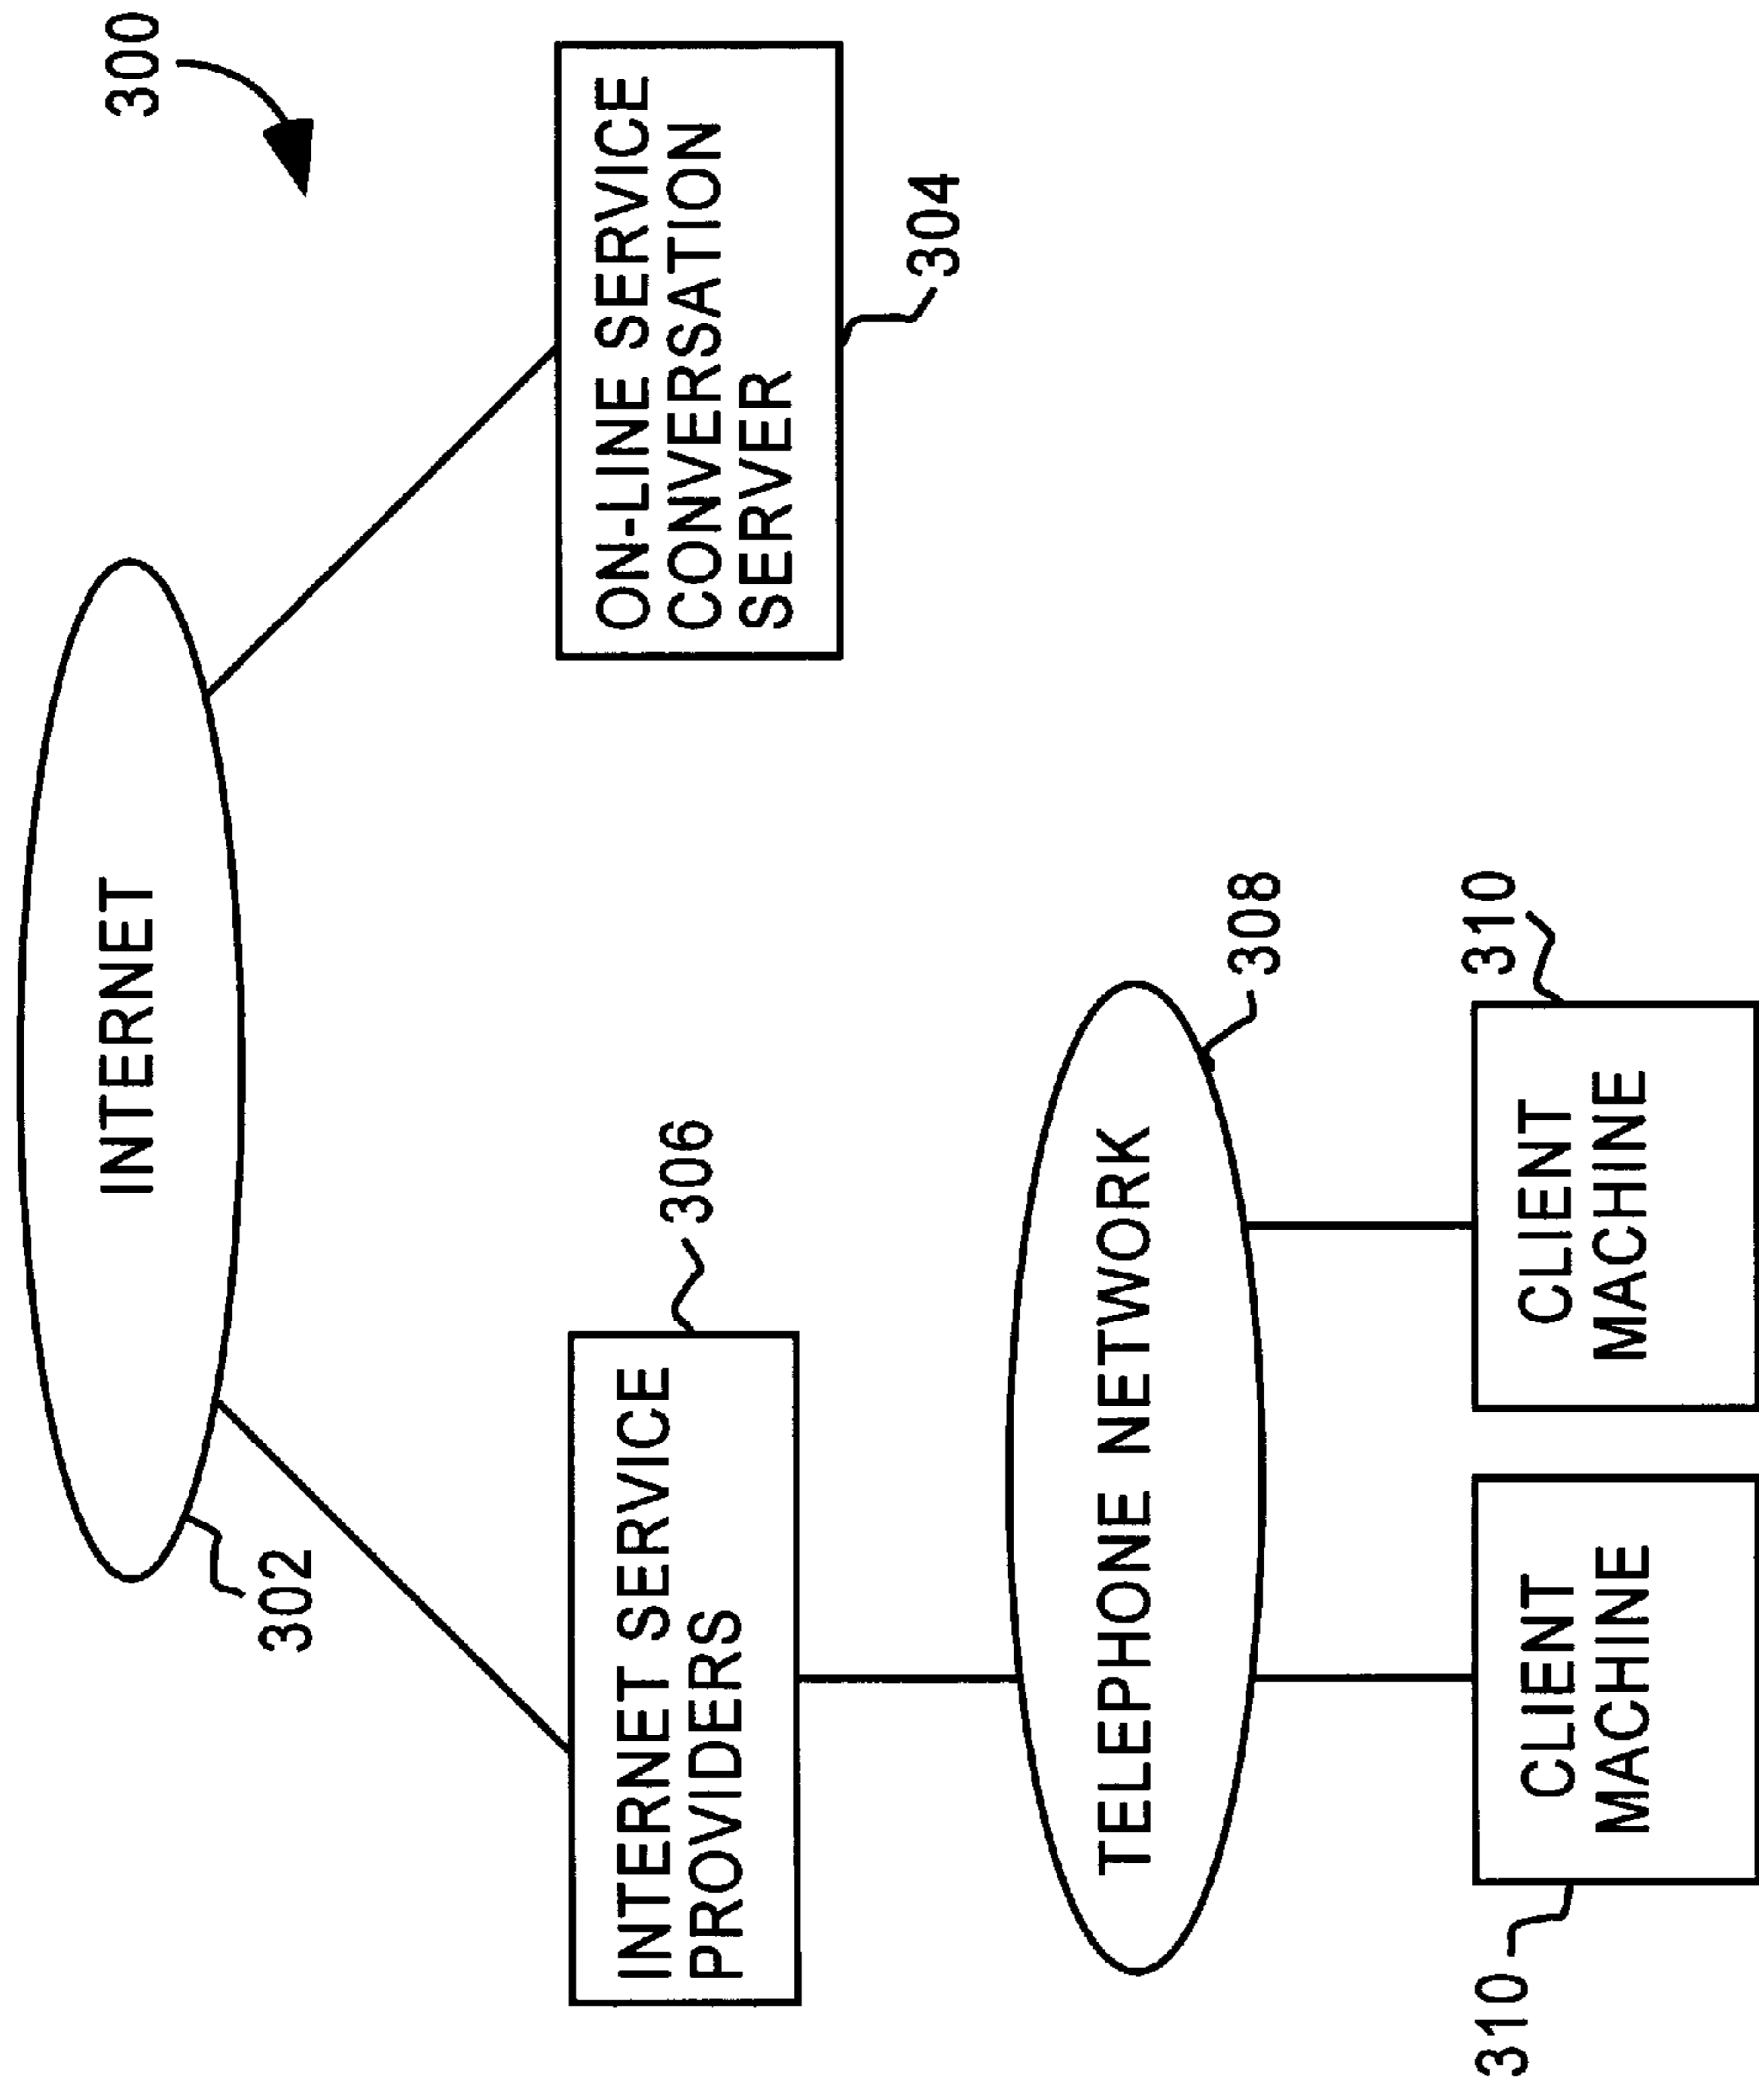 300
INTERNET
302
ON-LINE SERVICE
CONVERSATION
SERVER
304
INTERNET SERVICE
PROVIDERS
306
TELEPHONE NETWORK
308
CLIENT
MACHINE
310
CLIENT
MACHINE
310